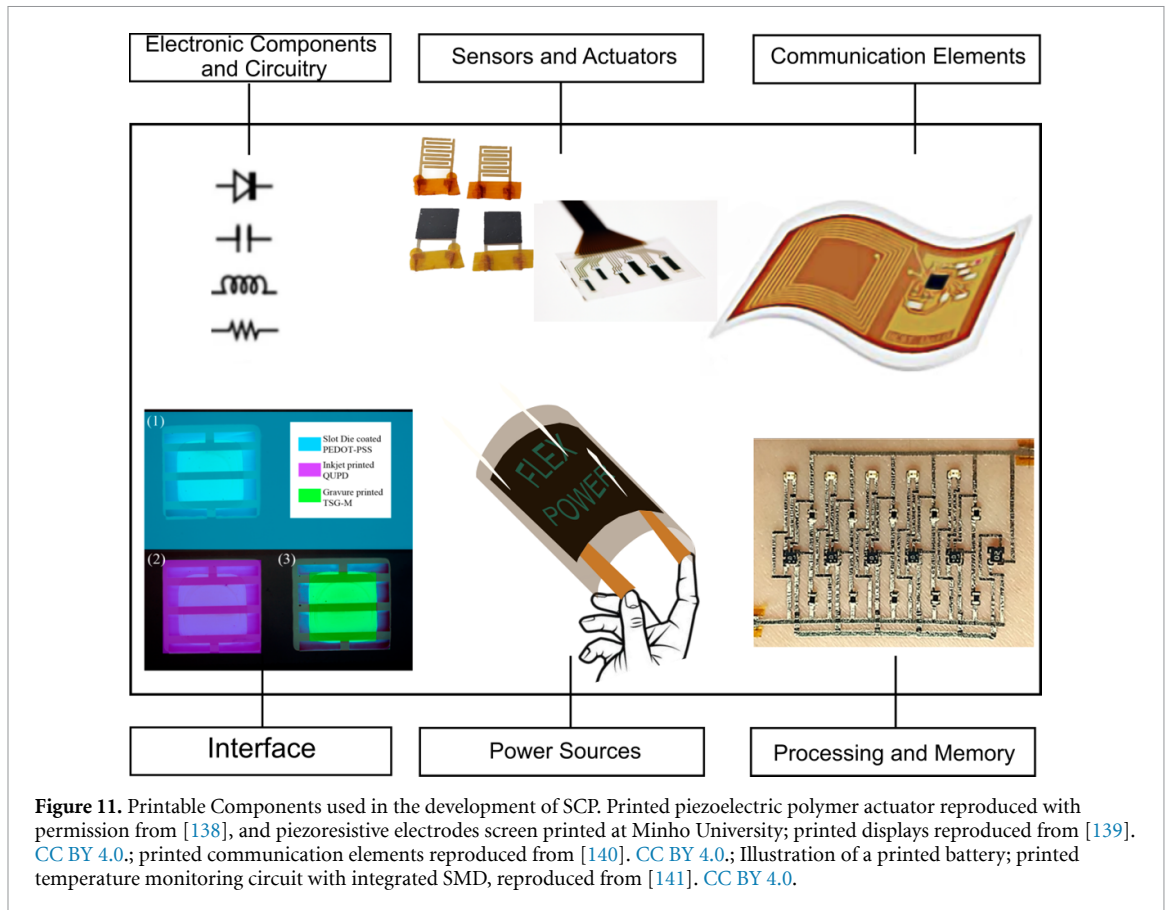 Electronic Components
and Circuitry
Sensors and Actuators
Communication Elements
(1)
Slot Die coated
PEDOT-PSS
Inkjet printed
QUPD
Gravure printed
TSG-M
(2)
(3)
FLEX
POWER
Interface
Power Sources
Processing and Memory
Figure 11. Printable Components used in the development of SCP. Printed piezoelectric polymer actuator reproduced with
permission from [138], and piezoresistive electrodes screen printed at Minho University; printed displays reproduced from [139].
CC BY 4.0.; printed communication elements reproduced from [140]. CC BY 4.0.; Illustration of a printed battery; printed
temperature monitoring circuit with integrated SMD, reproduced from [141]. CC BY 4.0.